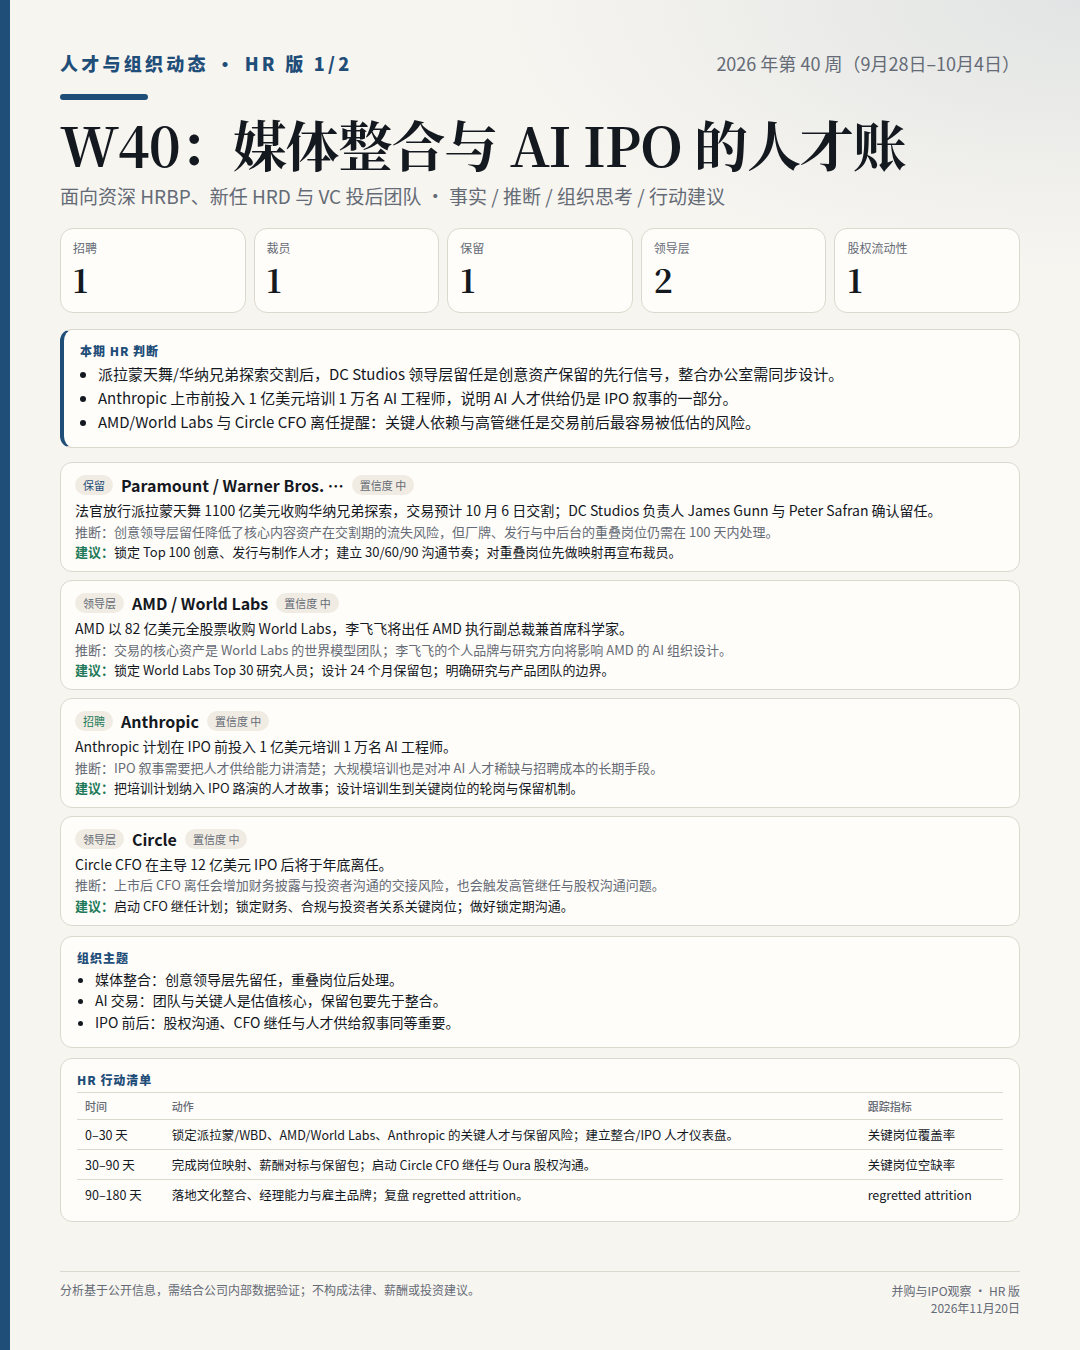 人才与组织动态 · HR 版 1/2
2026 年第 40 周（9月28日–10月4日）
W40：媒体整合与 AI IPO 的人才账
面向资深 HRBP、新任 HRD 与 VC 投后团队 · 事实 / 推断 / 组织思考 / 行动建议
招聘
1
裁员
1
保留
1
领导层
2
股权流动性
1
本期 HR 判断
• 派拉蒙天舞/华纳兄弟探索交割后，DC Studios 领导层留任是创意资产保留的先行信号，整合办公室需同步设计。
• Anthropic 上市前投入 1 亿美元培训 1 万名 AI 工程师，说明 AI 人才供给仍是 IPO 叙事的一部分。
• AMD/World Labs 与 Circle CFO 离任提醒：关键人依赖与高管继任是交易前后最容易被低估的风险。
保留 Paramount / Warner Bros. … 置信度 中
法官放行派拉蒙天舞 1100 亿美元收购华纳兄弟探索，交易预计 10 月 6 日交割；DC Studios 负责人 James Gunn 与 Peter Safran 确认留任。
推断：创意领导层留任降低了核心内容资产在交割期的流失风险，但厂牌、发行与中后台的重叠岗位仍需在 100 天内处理。
建议：锁定 Top 100 创意、发行与制作人才；建立 30/60/90 沟通节奏；对重叠岗位先做映射再宣布裁员。
领导层 AMD / World Labs 置信度 中
AMD 以 82 亿美元全股票收购 World Labs，李飞飞将出任 AMD 执行副总裁兼首席科学家。
推断：交易的核心资产是 World Labs 的世界模型团队；李飞飞的个人品牌与研究方向将影响 AMD 的 AI 组织设计。
建议：锁定 World Labs Top 30 研究人员；设计 24 个月保留包；明确研究与产品团队的边界。
招聘 Anthropic 置信度 中
Anthropic 计划在 IPO 前投入 1 亿美元培训 1 万名 AI 工程师。
推断：IPO 叙事需要把人才供给能力讲清楚；大规模培训也是对冲 AI 人才稀缺与招聘成本的长期手段。
建议：把培训计划纳入 IPO 路演的人才故事；设计培训生到关键岗位的轮岗与保留机制。
领导层 Circle 置信度 中
Circle CFO 在主导 12 亿美元 IPO 后将于年底离任。
推断：上市后 CFO 离任会增加财务披露与投资者沟通的交接风险，也会触发高管继任与股权沟通问题。
建议：启动 CFO 继任计划；锁定财务、合规与投资者关系关键岗位；做好锁定期沟通。
组织主题
• 媒体整合：创意领导层先留任，重叠岗位后处理。
• AI 交易：团队与关键人是估值核心，保留包要先于整合。
• IPO 前后：股权沟通、CFO 继任与人才供给叙事同等重要。
HR 行动清单
时间 动作 跟踪指标
0–30 天 锁定派拉蒙/WBD、AMD/World Labs、Anthropic 的关键人才与保留风险；建立整合/IPO 人才仪表盘。 关键岗位覆盖率
30–90 天 完成岗位映射、薪酬对标与保留包；启动 Circle CFO 继任与 Oura 股权沟通。 关键岗位空缺率
90–180 天 落地文化整合、经理能力与雇主品牌；复盘 regretted attrition。 regretted attrition
分析基于公开信息，需结合公司内部数据验证；不构成法律、薪酬或投资建议。
并购与IPO观察 · HR 版
2026年11月20日